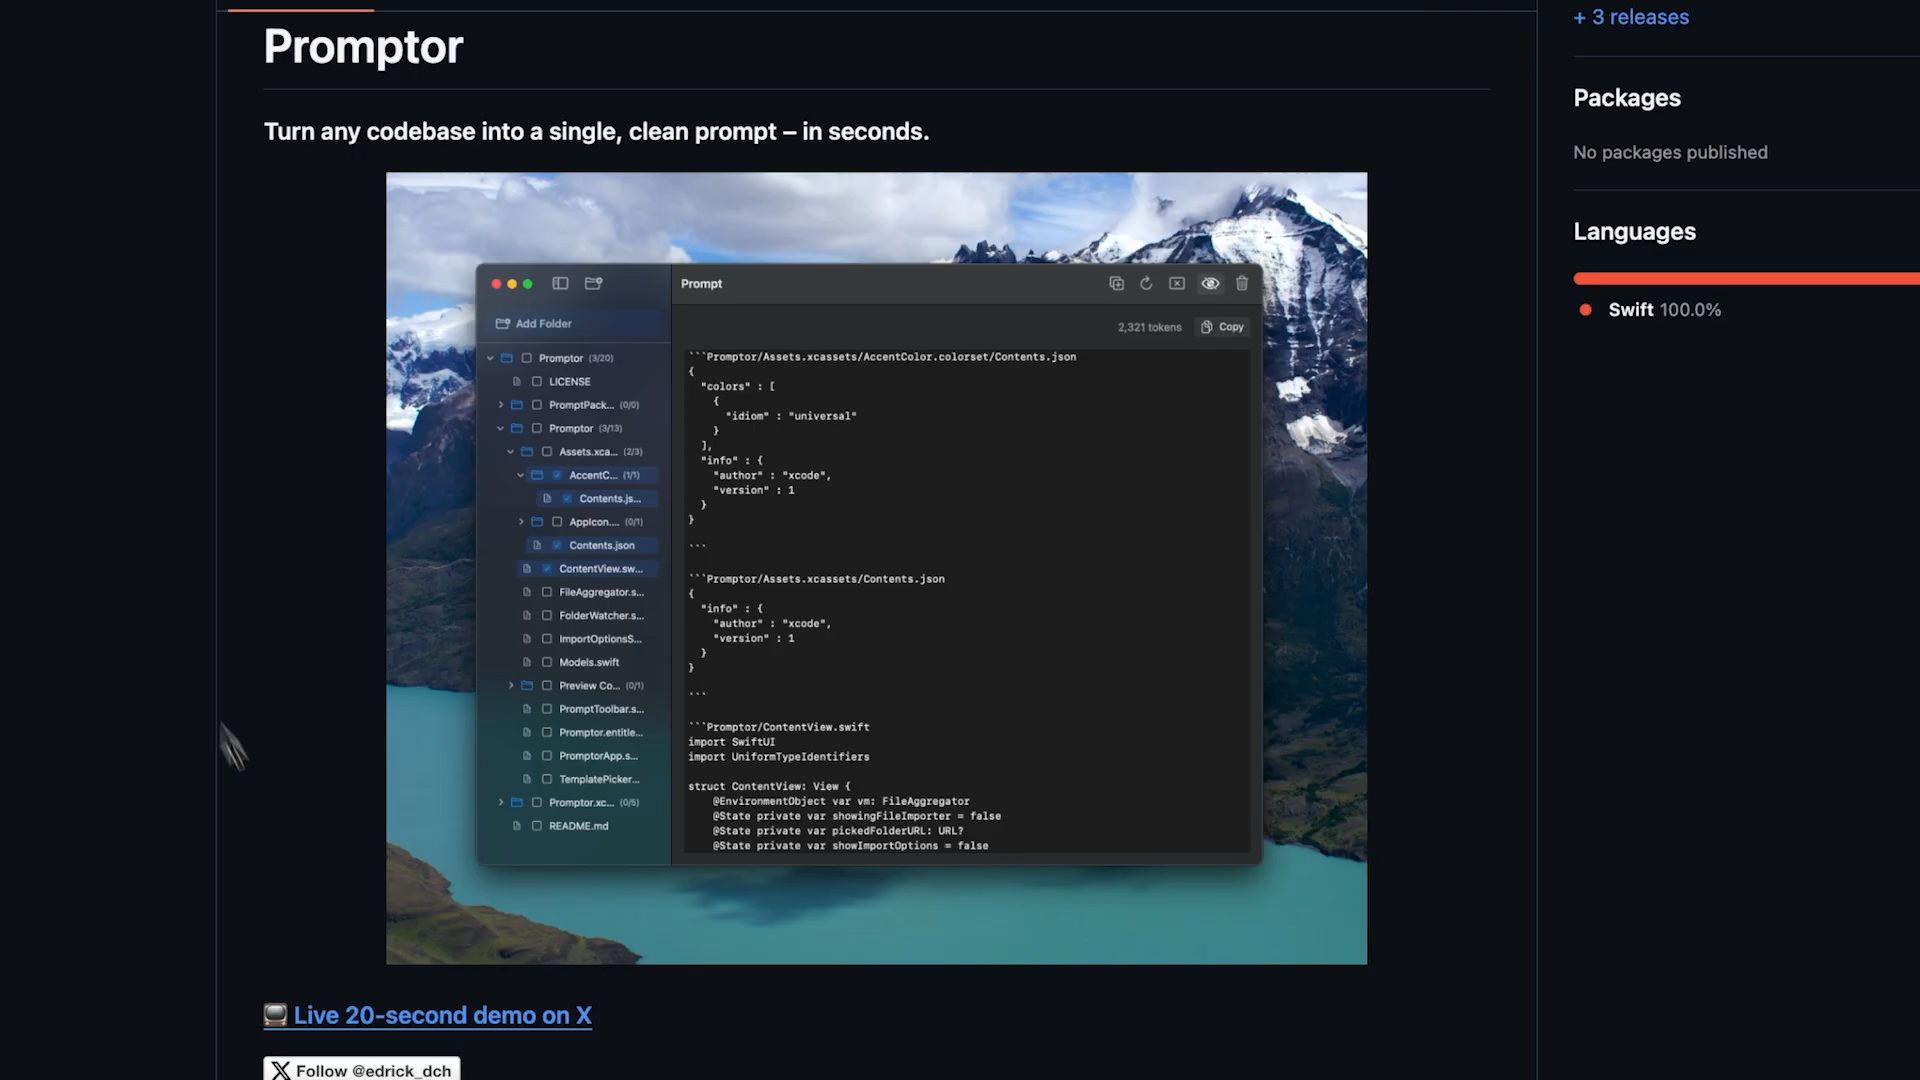 Promptor
Turn any codebase into a single, clean prompt – in seconds.
Prompt
Add Folder
2,321 tokens
Copy
Promptor (3/20)
LICENSE
PromptPack... (0/0)
Promptor (3/13)
Assets.xca... (2/3)
AccentC... (1/1)
Contents.js...
AppIcon.... (0/1)
Contents.json
ContentView.sw...
FileAggregator.s...
FolderWatcher.s...
ImportOptionsS...
Models.swift
Preview Co... (0/1)
PromptToolbar.s...
Promptor.entitle...
PromptorApp.s...
TemplatePicker...
Promptor.xc... (0/5)
README.md
```Promptor/Assets.xcassets/AccentColor.colorset/Contents.json
{
"colors" : [
{
"idiom" : "universal"
}
],
"info" : {
"author" : "xcode",
"version" : 1
}
}
```
```Promptor/Assets.xcassets/Contents.json
{
"info" : {
"author" : "xcode",
"version" : 1
}
}
```
```Promptor/ContentView.swift
import SwiftUI
import UniformTypeIdentifiers
struct ContentView: View {
@EnvironmentObject var vm: FileAggregator
@State private var showingFileImporter = false
@State private var pickedFolderURL: URL?
@State private var showImportOptions = false
Live 20-second demo on X
Follow @edrick_dch
+ 3 releases
Packages
No packages published
Languages
Swift 100.0%